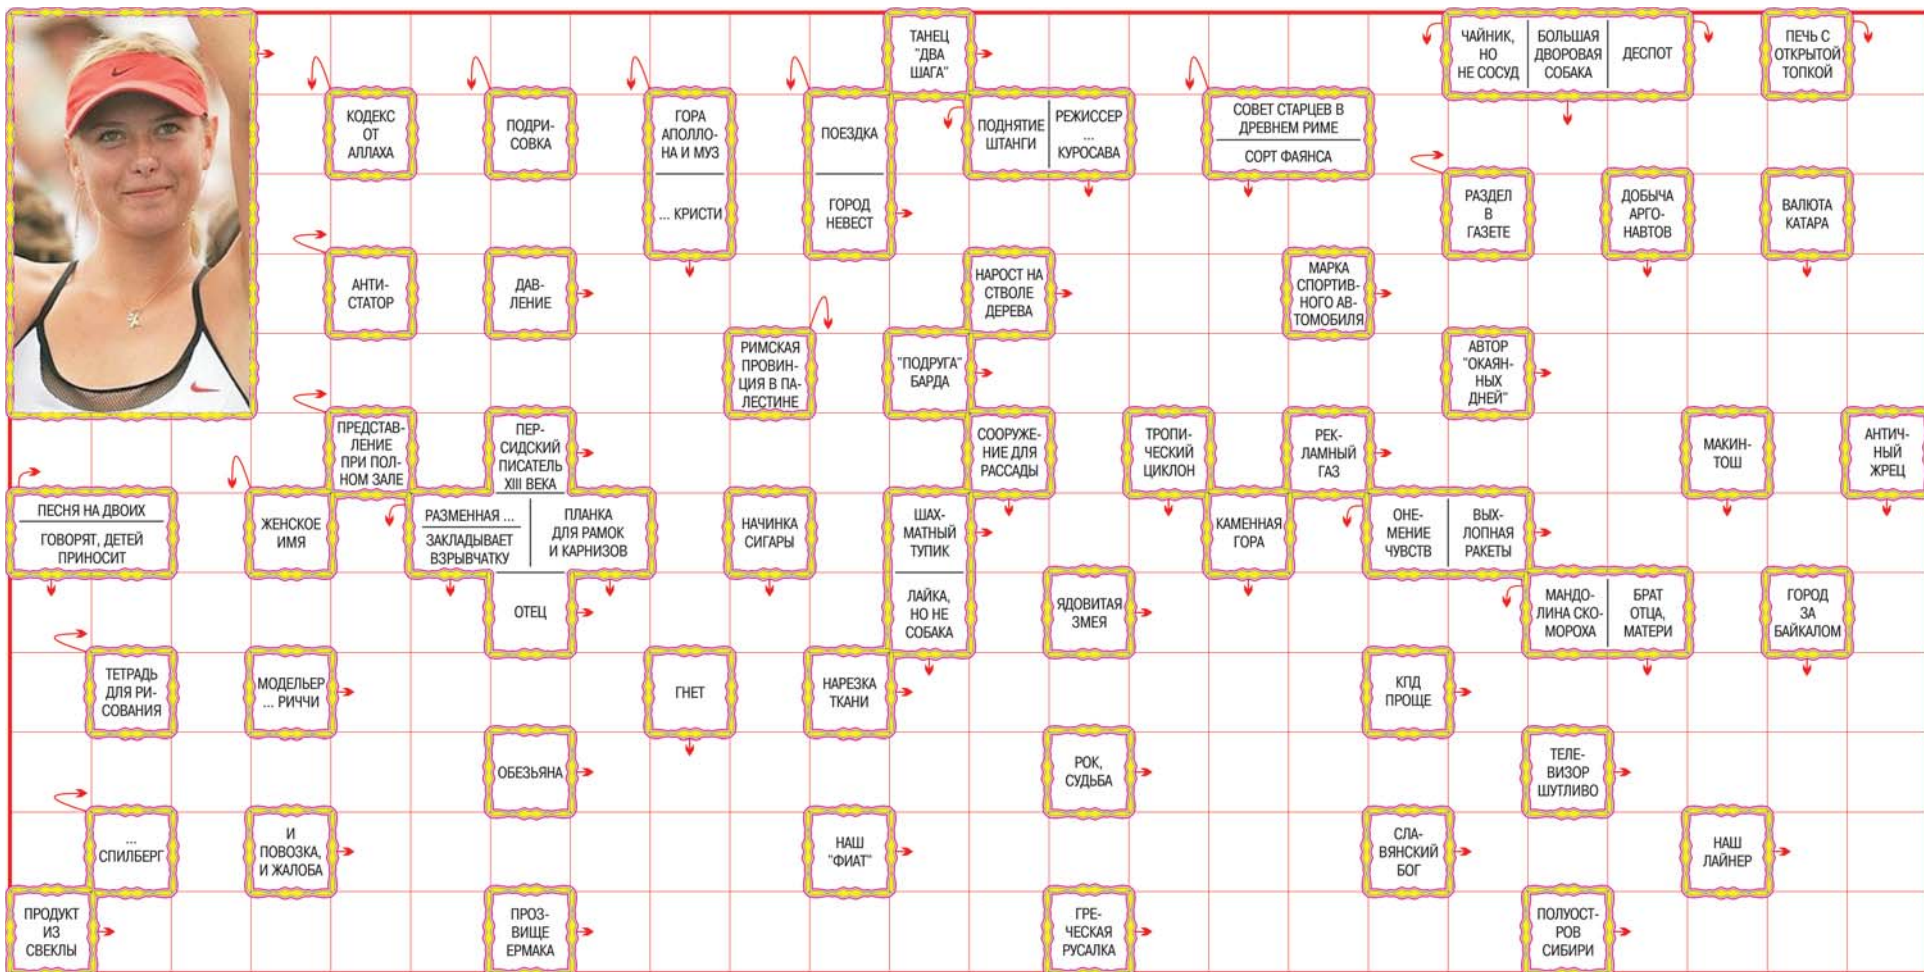 ТАНЕЦ
"ДВА
ШАГА"
ЧАЙНИК,
НО
НЕ СОСУД
БОЛЬШАЯ
ДВОРОВАЯ
СОБАКА
ДЕСПОТ
ПЕЧЬ С
ОТКРЫТОЙ
ТОПКОЙ
КОДЕКС
ОТ
АЛЛАХА
ПОДРИ-
СОВКА
ГОРА
АПОЛЛО-
НА И МУЗ
... КРИСТИ
ПОЕЗДКА
ГОРОД
НЕВЕСТ
ПОДНЯТИЕ
ШТАНГИ
РЕЖИССЕР
...
КУРОСАВА
СОВЕТ СТАРЦЕВ В
ДРЕВНЕМ РИМЕ
СОРТ ФАЯНСА
РАЗДЕЛ
В
ГАЗЕТЕ
ДОБЫЧА
АРГО-
НАВТОВ
ВАЛЮТА
КАТАРА
АНТИ-
СТАТОР
ДАВ-
ЛЕНИЕ
НАРОСТ НА
СТВОЛЕ
ДЕРЕВА
МАРКА
СПОРТИВ-
НОГО АВ-
ТОМОБИЛЯ
РИМСКАЯ
ПРОВИН-
ЦИЯ В ПА-
ЛЕСТИНЕ
"ПОДРУГА"
БАРДА
АВТОР
"ОКАЯН-
НЫХ
ДНЕЙ"
ПРЕДСТАВ-
ЛЕНИЕ
ПРИ ПОЛ-
НОМ ЗАЛЕ
ПЕР-
СИДСКИЙ
ПИСАТЕЛЬ
XIII ВЕКА
СООРУЖЕ-
НИЕ ДЛЯ
РАССАДЫ
ТРОПИ-
ЧЕСКИЙ
ЦИКЛОН
РЕК-
ЛАМНЫЙ
ГАЗ
МАКИН-
ТОШ
АНТИЧ-
НЫЙ
ЖРЕЦ
ПЕСНЯ НА ДВОИХ
ГОВОРЯТ, ДЕТЕЙ
ПРИНОСИТ
ЖЕНСКОЕ
ИМЯ
РАЗМЕННАЯ ...
ЗАКЛАДЫВАЕТ
ВЗРЫВЧАТКУ
ПЛАНКА
ДЛЯ РАМОК
И КАРНИЗОВ
НАЧИНКА
СИГАРЫ
ШАХ-
МАТНЫЙ
ТУПИК
КАМЕННАЯ
ГОРА
ОНЕ-
МЕНИЕ
ЧУВСТВ
ВЫХ-
ЛОПНАЯ
РАКЕТЫ
ОТЕЦ
ЛАЙКА,
НО НЕ
СОБАКА
ЯДОВИТАЯ
ЗМЕЯ
МАНДО-
ЛИНА СКО-
МОРОХА
БРАТ
ОТЦА,
МАТЕРИ
ГОРОД
ЗА
БАЙКАЛОМ
ТЕТРАДЬ
ДЛЯ РИ-
СОВАНИЯ
МОДЕЛЬЕР
... РИЧЧИ
ГНЕТ
НАРЕЗКА
ТКАНИ
КПД
ПРОЩЕ
ОБЕЗЬЯНА
РОК,
СУДЬБА
ТЕЛЕ-
ВИЗОР
ШУТЛИВО
...
СПИЛБЕРГ
И
ПОВОЗКА,
И ЖАЛОБА
НАШ
"ФИАТ"
СЛА-
ВЯНСКИЙ
БОГ
НАШ
ЛАЙНЕР
ПРОДУКТ
ИЗ
СВЕКЛЫ
ПРОЗ-
ВИЩЕ
ЕРМАКА
ГРЕ-
ЧЕСКАЯ
РУСАЛКА
ПОЛУОСТ-
РОВ
СИБИРИ